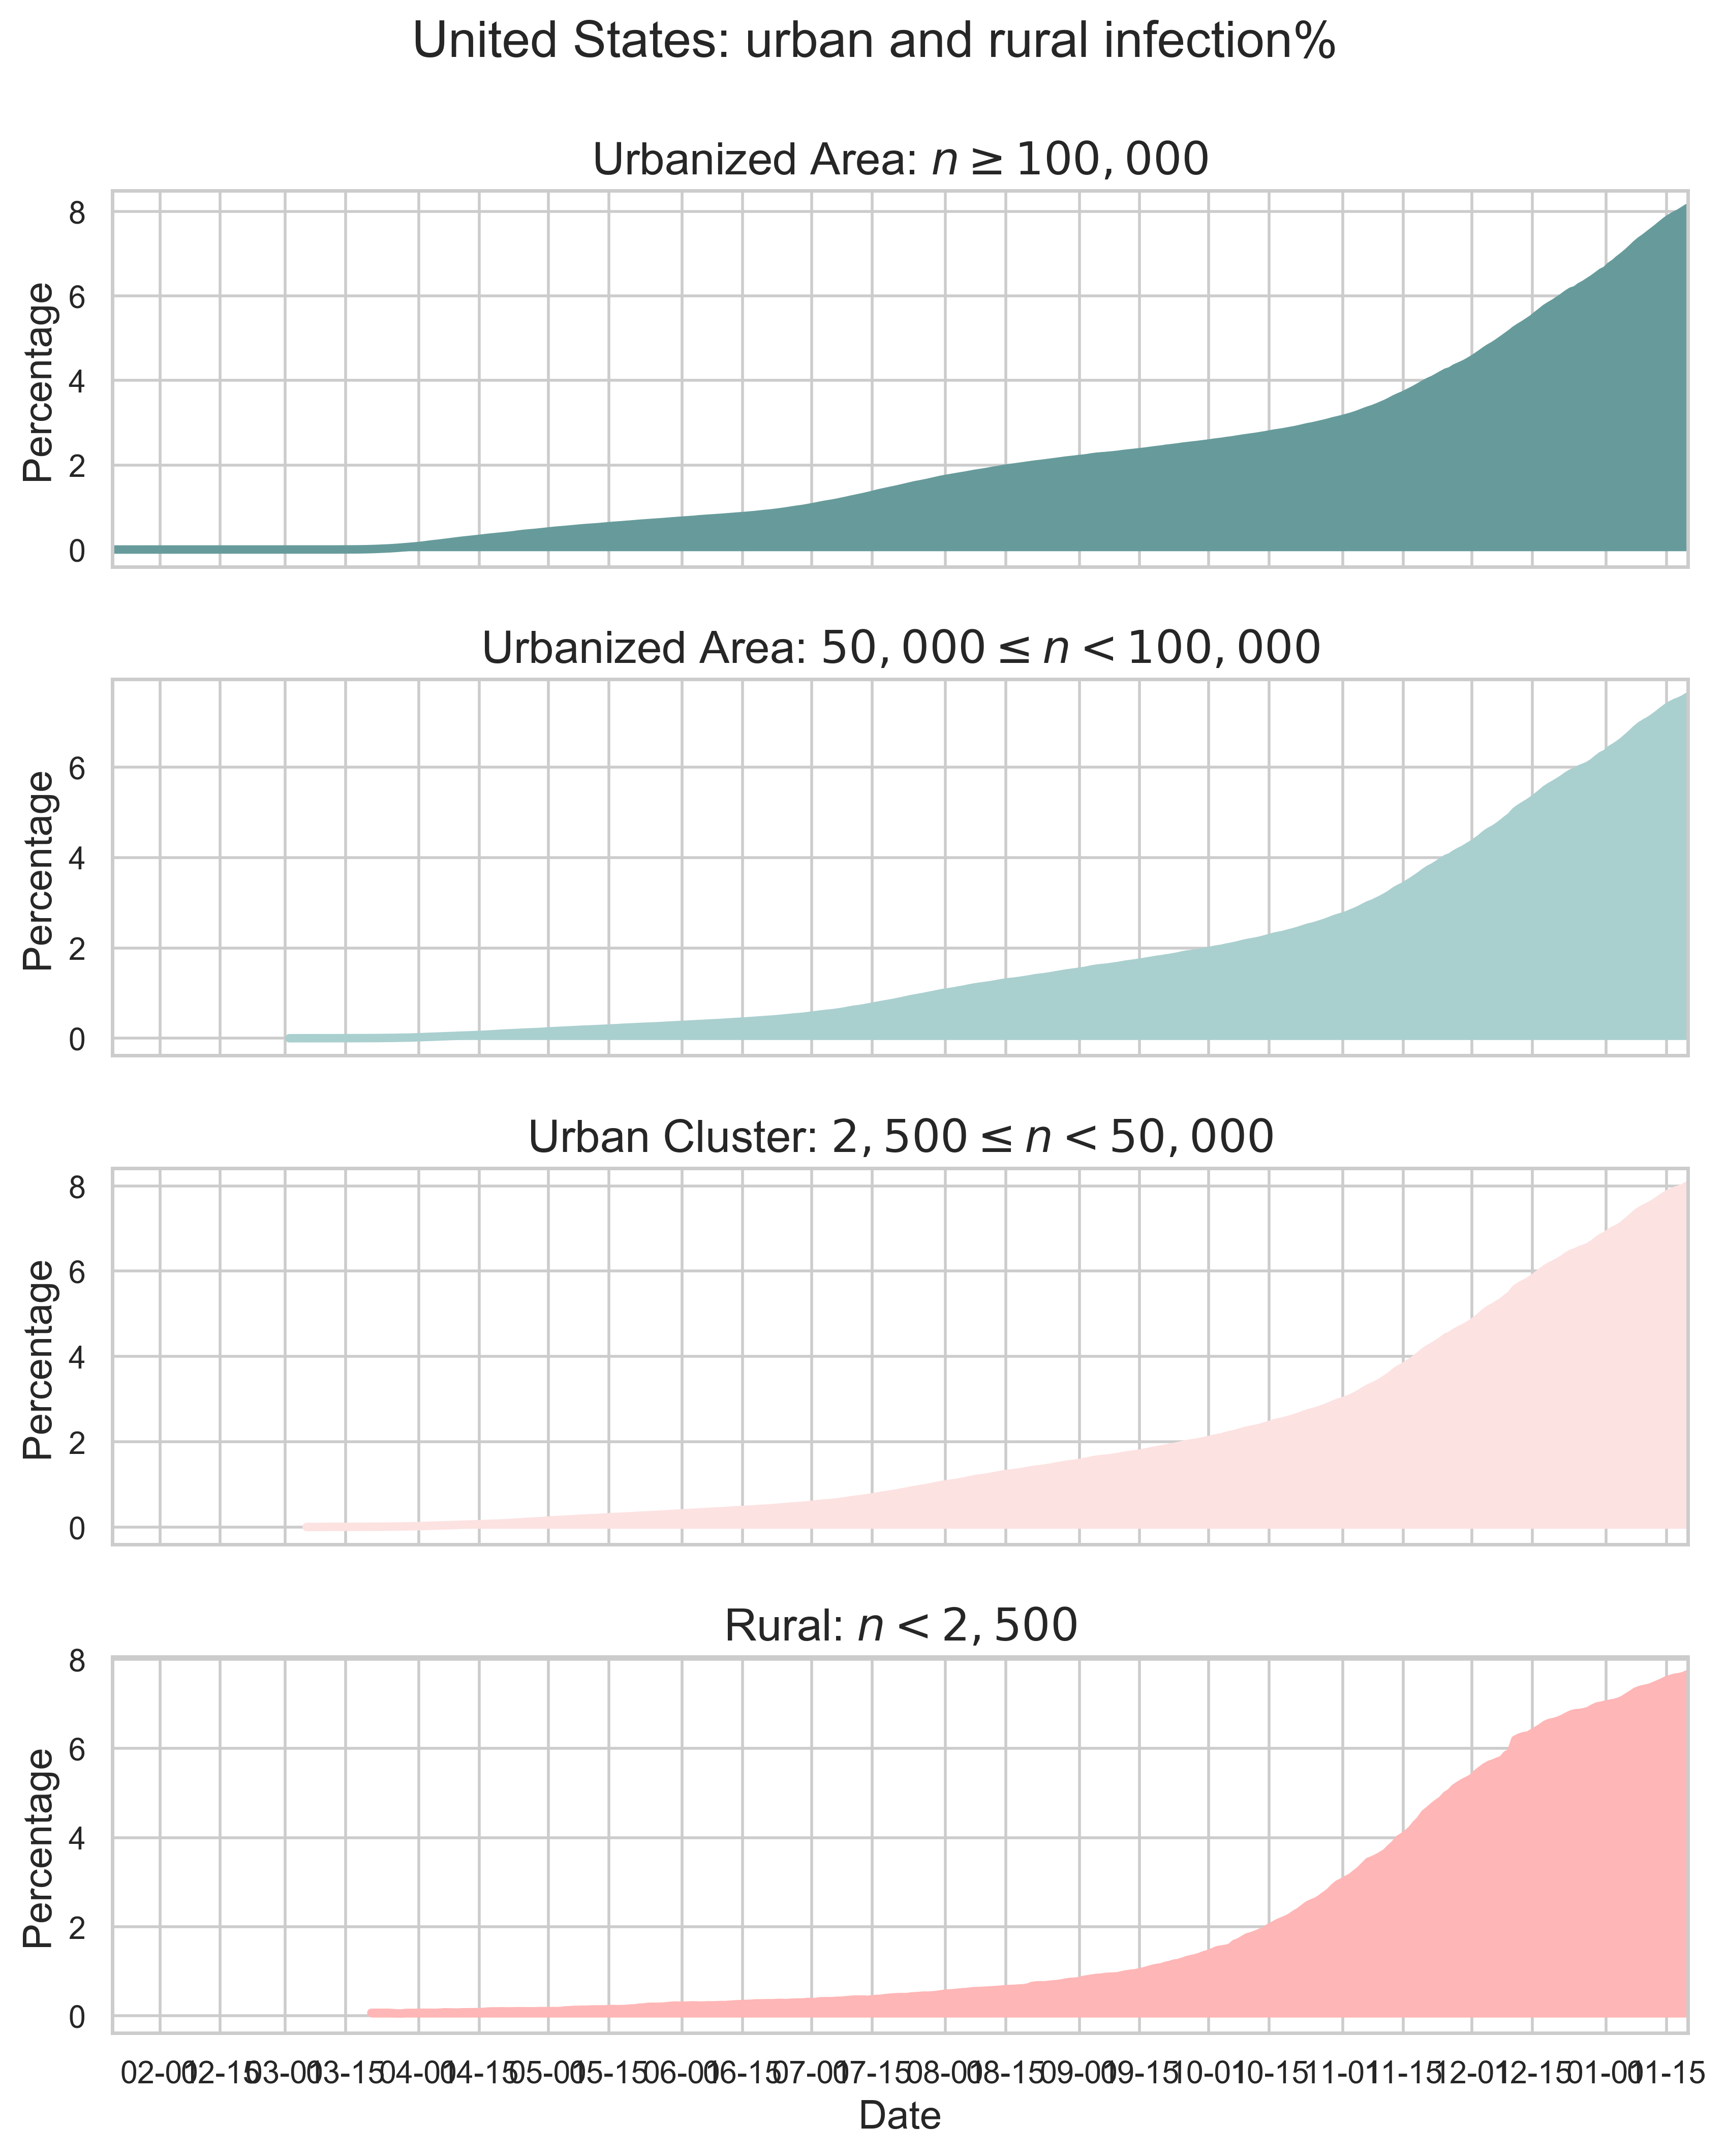 United States: urban and rural infection%
Urbanized Area: n ≥ 100,000
8
6
4
2
0
Percentage
Urbanized Area: 50,000 ≤ n < 100,000
6
4
2
0
Percentage
Urban Cluster: 2,500 ≤ n < 50,000
8
6
4
2
0
Percentage
Rural: n < 2,500
8
6
4
2
0
Percentage
02-01 02-15 03-01 03-15 04-01 04-15 05-01 05-15 06-01 06-15 07-01 07-15 08-01 08-15 09-01 09-15 10-01 10-15 11-01 11-15 12-01 12-15 01-01 01-15
Date